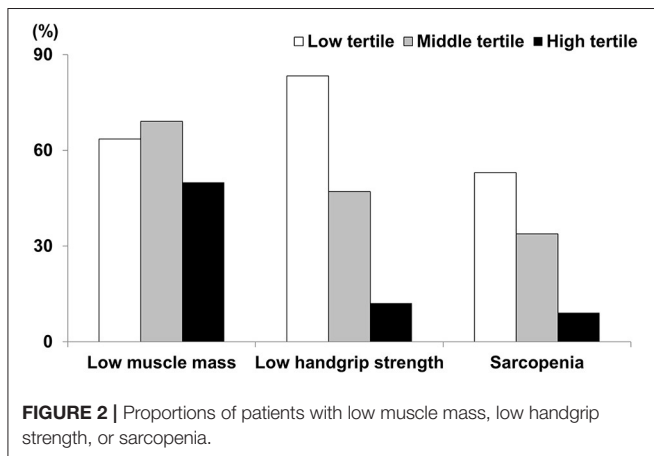 (%)
Low tertile Middle tertile High tertile
90
60
30
0
Low muscle mass Low handgrip strength Sarcopenia
FIGURE 2 | Proportions of patients with low muscle mass, low handgrip
strength, or sarcopenia.